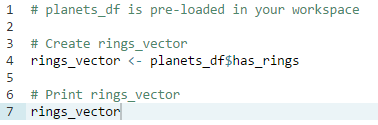 1 # planets_df is pre-loaded in your workspace
2
3 # Create rings_vector
4 rings_vector <- planets_df$has_rings
5
6 # Print rings_vector
7 rings_vector